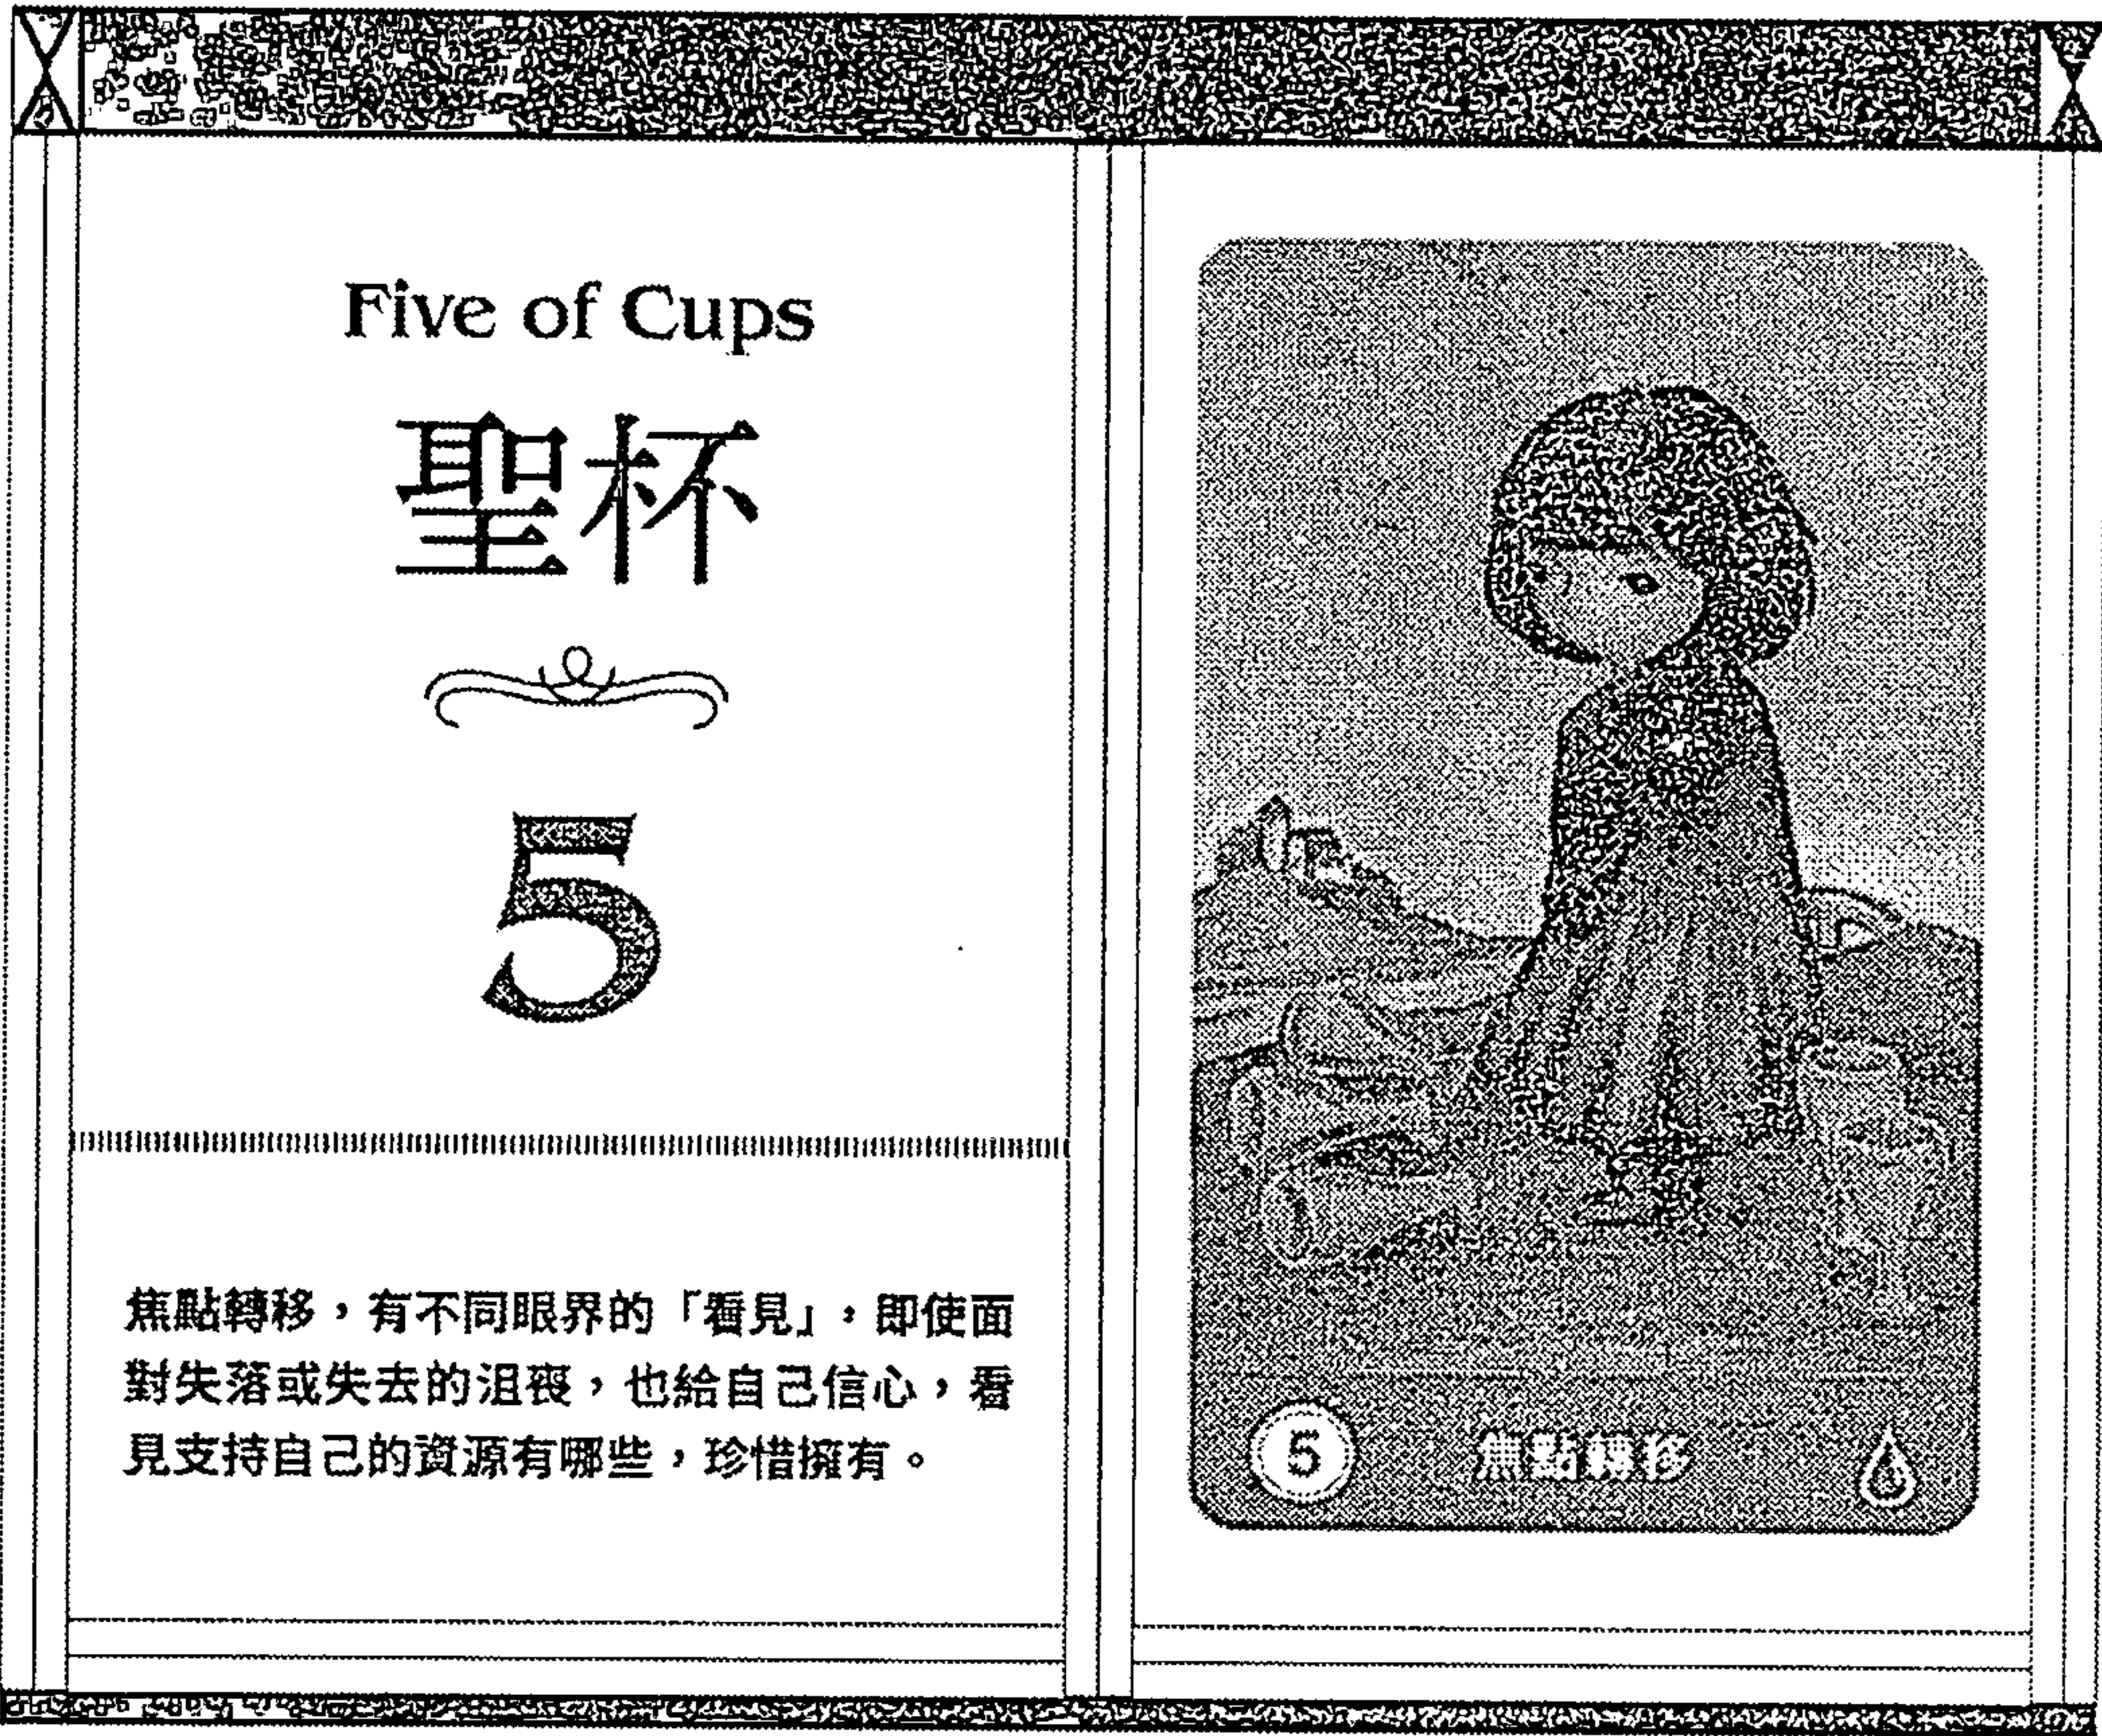 Five of Cups
聖杯
5
焦點轉移，有不同眼界的「看見」，即使面
對失落或失去的沮喪，也給自己信心，看
見支持自己的資源有哪些，珍惜擁有。
5 焦點轉移